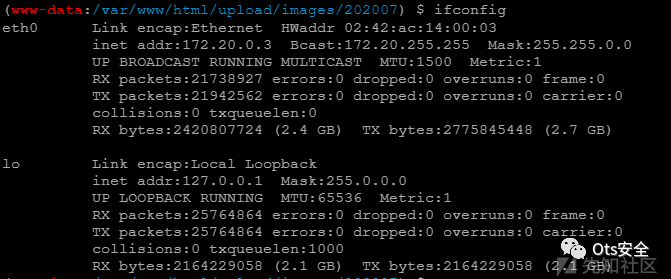 (www-data:/var/www/html/upload/images/202007) $ ifconfig
eth0      Link encap:Ethernet  HWaddr 02:42:ac:14:00:03
          inet addr:172.20.0.3  Bcast:172.20.255.255  Mask:255.255.0.0
          UP BROADCAST RUNNING MULTICAST  MTU:1500  Metric:1
          RX packets:21738927 errors:0 dropped:0 overruns:0 frame:0
          TX packets:21942562 errors:0 dropped:0 overruns:0 carrier:0
          collisions:0 txqueuelen:0
          RX bytes:2420807724 (2.4 GB)  TX bytes:2775845448 (2.7 GB)
lo        Link encap:Local Loopback
          inet addr:127.0.0.1  Mask:255.0.0.0
          UP LOOPBACK RUNNING  MTU:65536  Metric:1
          RX packets:25764864 errors:0 dropped:0 overruns:0 frame:0
          TX packets:25764864 errors:0 dropped:0 overruns:0 carrier:0
          collisions:0 txqueuelen:1000
          RX bytes:2164229058 (2.1 GB)  TX bytes:2164229058 (2.1 GB)
Ots安全
先知社区